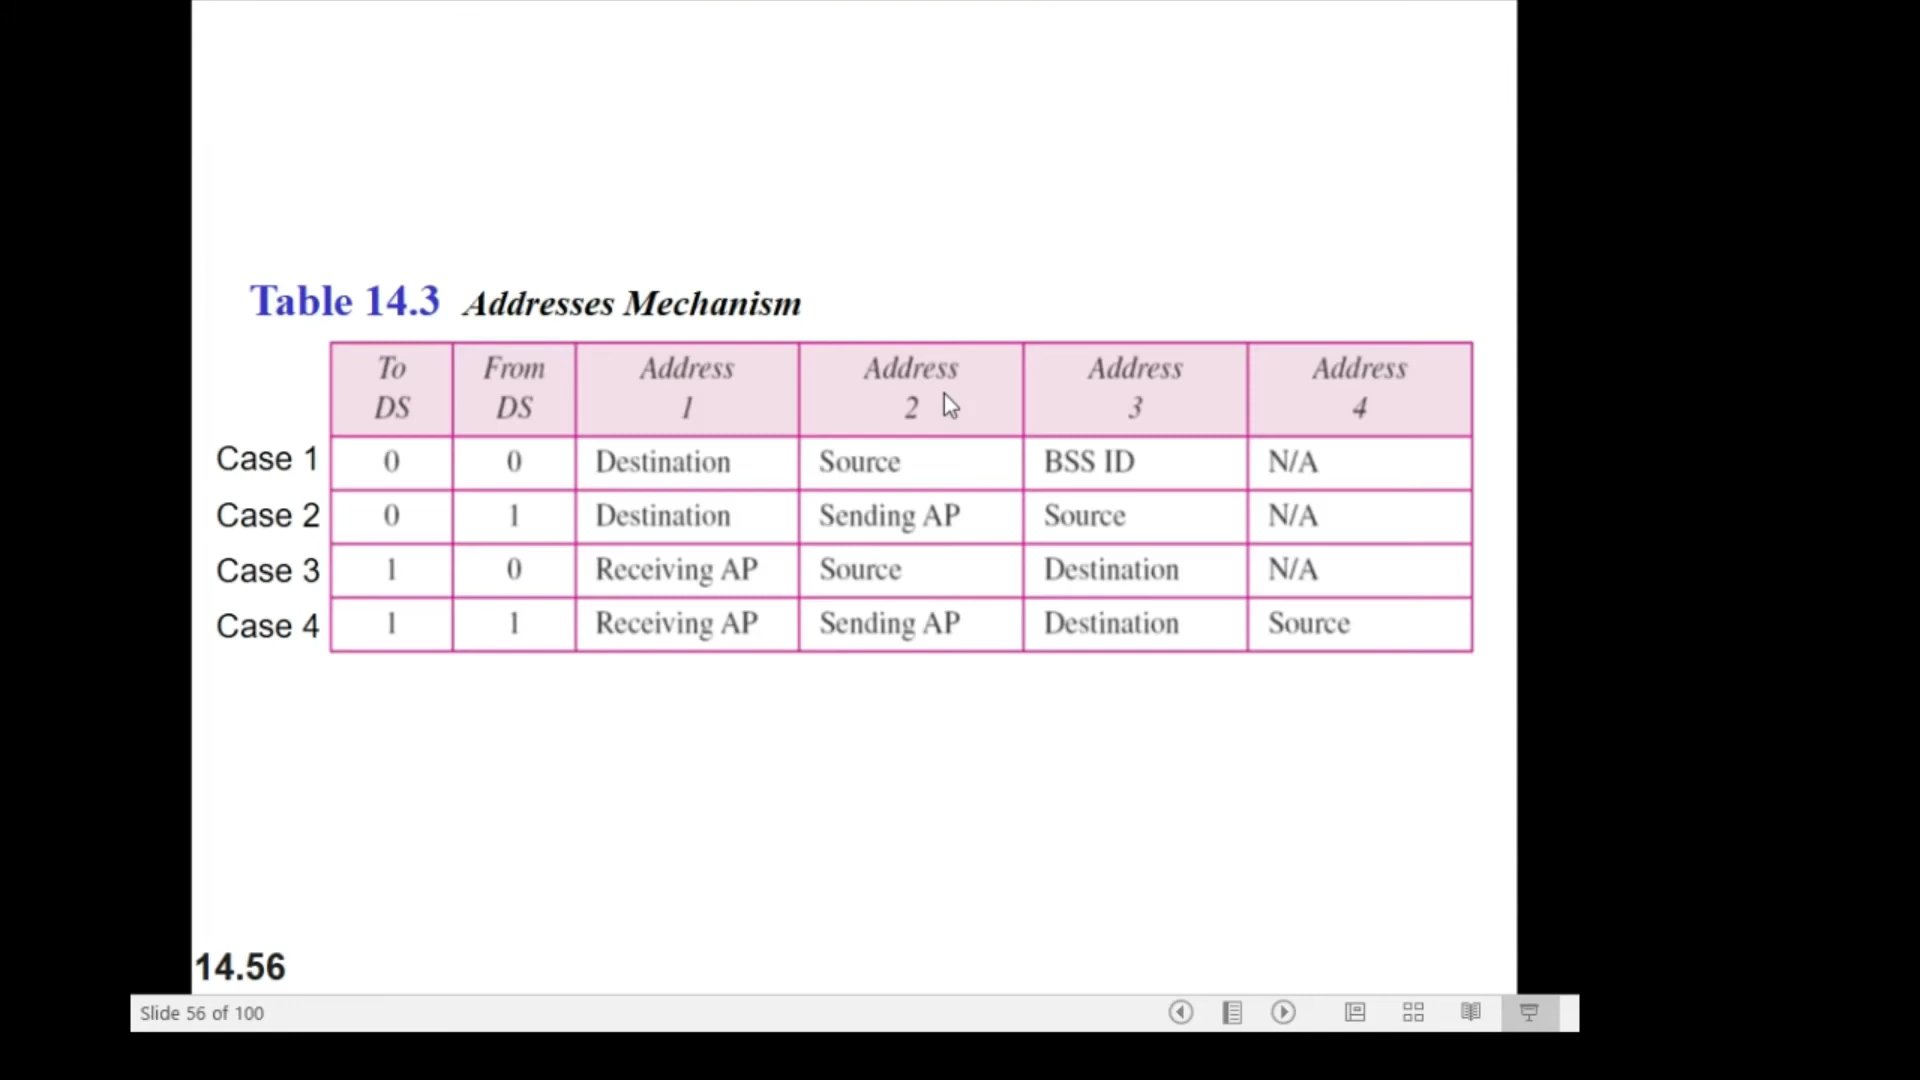 Table 14.3 Addresses Mechanism
To DS From DS Address 1 Address 2 Address 3 Address 4
Case 1 0 0 Destination Source BSS ID N/A
Case 2 0 1 Destination Sending AP Source N/A
Case 3 1 0 Receiving AP Source Destination N/A
Case 4 1 1 Receiving AP Sending AP Destination Source
14.56
Slide 56 of 100